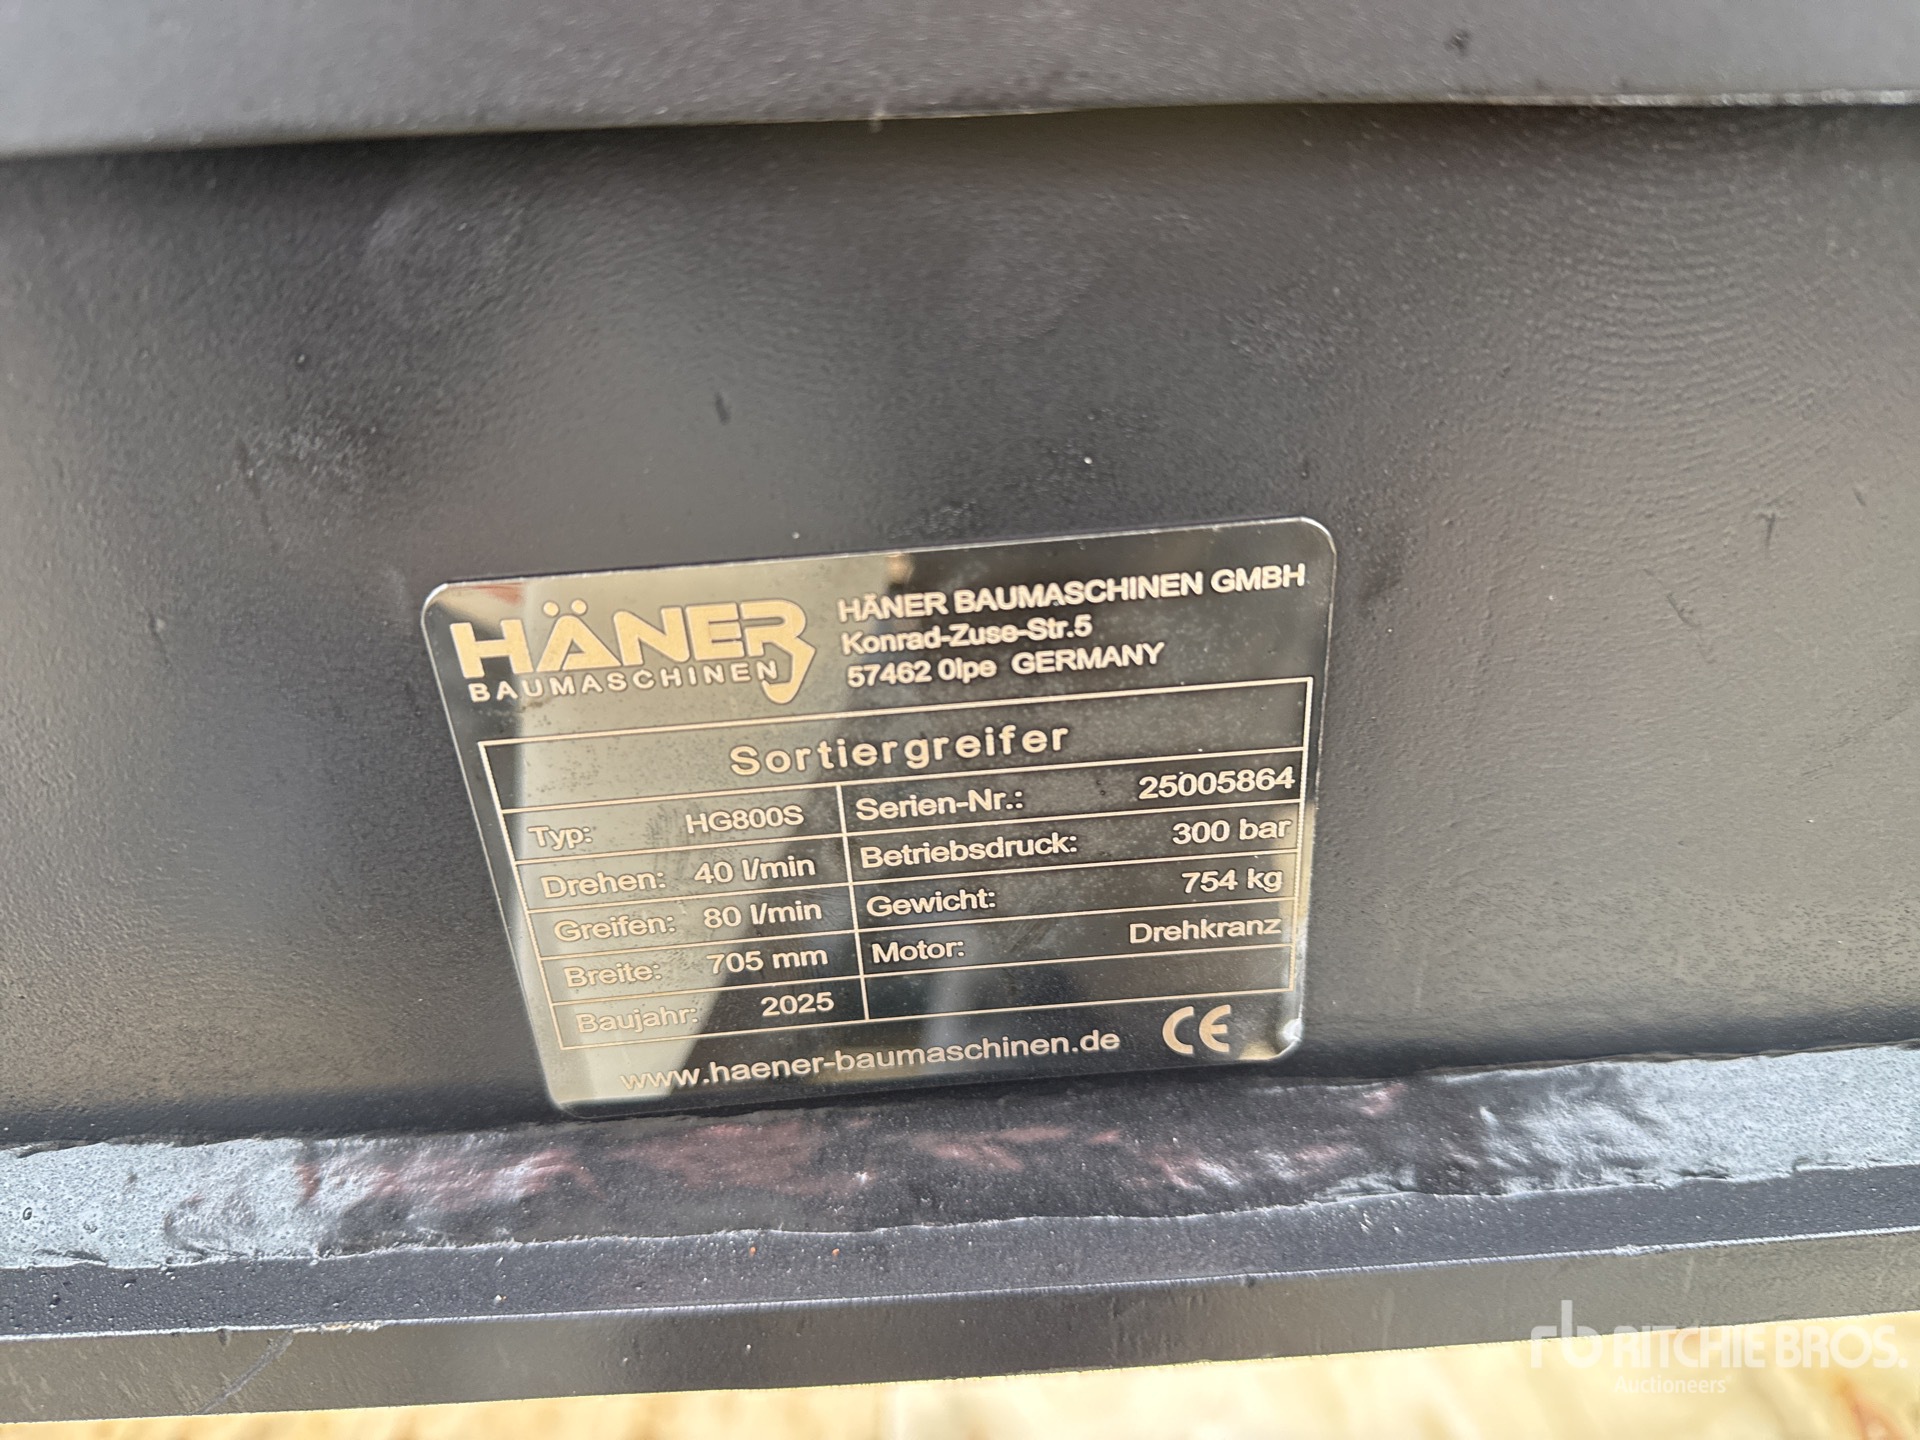 HÄNER
BAUMASCHINEN
HÄNER BAUMASCHINEN GMBH
Konrad-Zuse-Str.5
57462 Olpe GERMANY
Sortiergreifer
Typ: HG800S Serien-Nr.: 25005864
Drehen: 40 l/min Betriebsdruck: 300 bar
Greifen: 80 l/min Gewicht: 754 kg
Breite: 705 mm Motor: Drehkranz
Baujahr: 2025
www.haener-baumaschinen.de CE
rb RITCHIE BROS.
Auctioneers